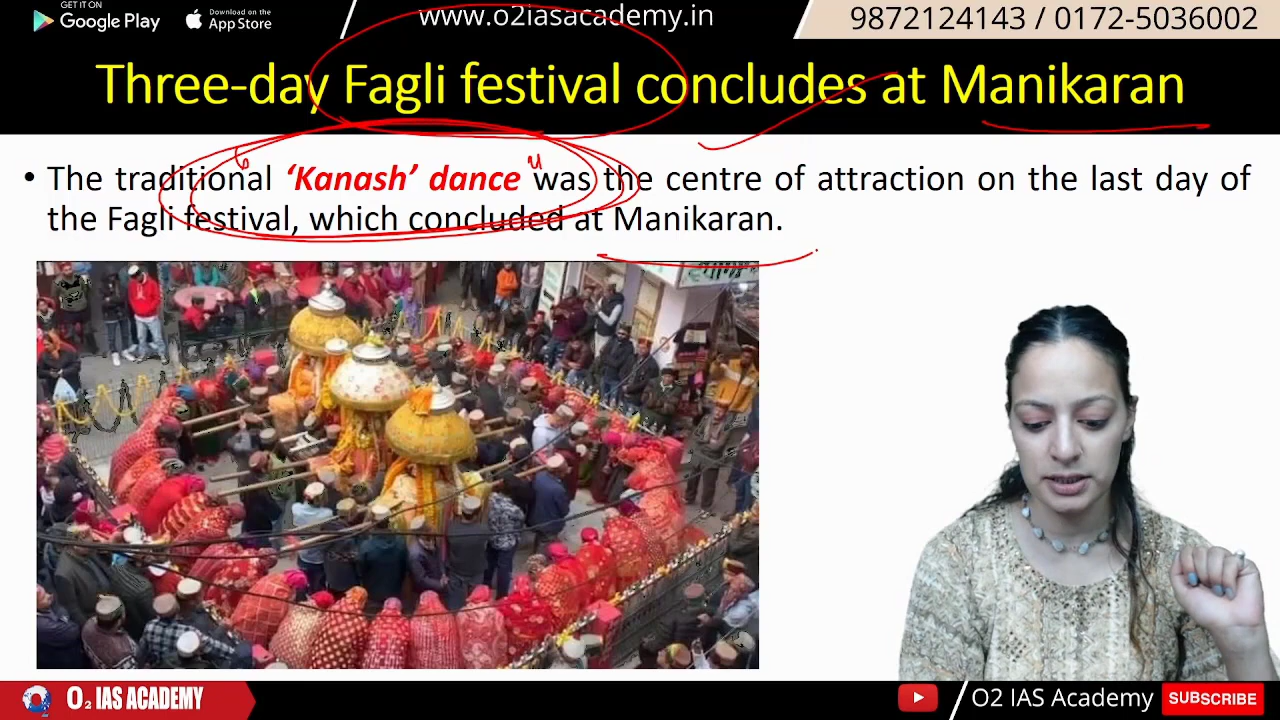 GET IT ON
Google Play
Download on the
App Store
www.o2iasacademy.in
9872124143 / 0172-5036002
Three-day Fagli festival concludes at Manikaran
• The traditional ‘Kanash’ dance was the centre of attraction on the last day of
the Fagli festival, which concluded at Manikaran.
O₂ IAS ACADEMY
O2 IAS Academy
SUBSCRIBE